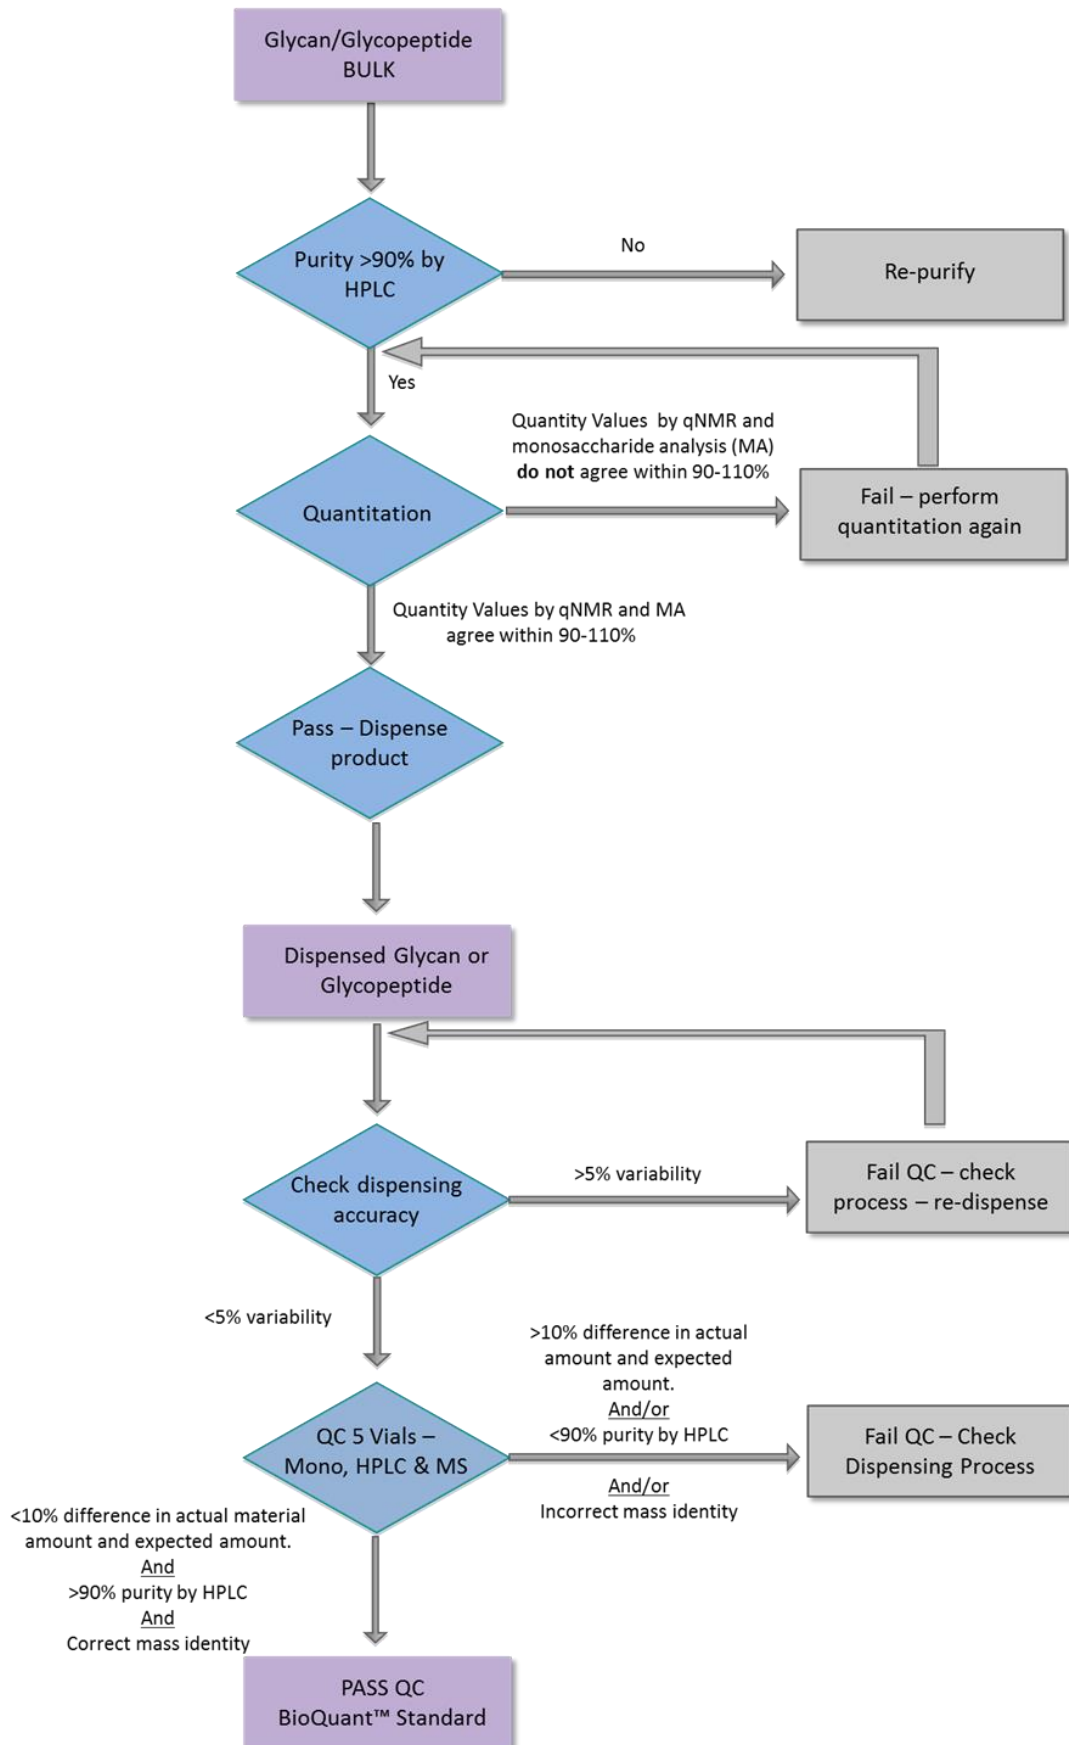 Glycan/Glycopeptide
BULK
Purity >90% by
HPLC
No
Re-purify
Yes
Quantity Values  by qNMR and
monosaccharide analysis (MA)
do not agree within 90-110%
Quantitation
Fail – perform
quantitation again
Quantity Values by qNMR and MA
agree within 90-110%
Pass – Dispense
product
Dispensed Glycan or
Glycopeptide
Check dispensing
accuracy
>5% variability
Fail QC – check
process – re-dispense
<5% variability
>10% difference in actual
amount and expected
amount.
And/or
<90% purity by HPLC
And/or
Incorrect mass identity
QC 5 Vials –
Mono, HPLC & MS
Fail QC – Check
Dispensing Process
<10% difference in actual material
amount and expected amount.
And
>90% purity by HPLC
And
Correct mass identity
PASS QC
BioQuant™ Standard